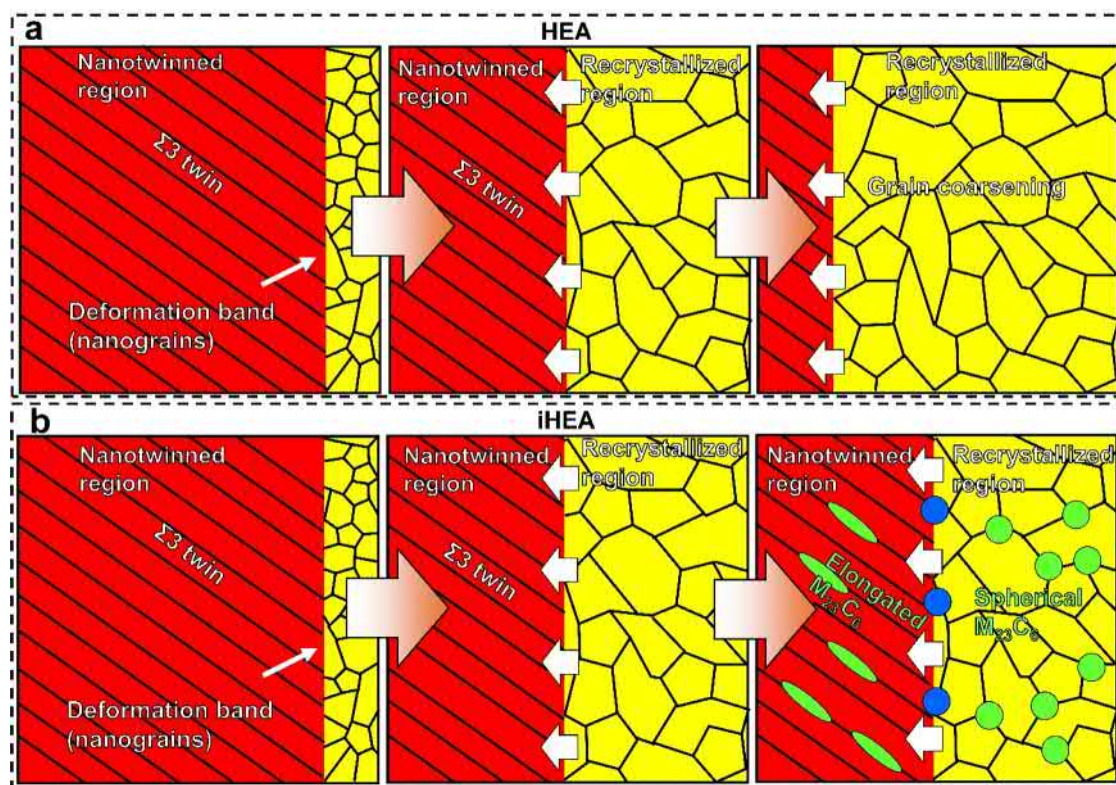 a
HEA
Nanotwinned
region
Σ3 twin
Deformation band
(nanograins)
Nanotwinned
region
Recrystallized
region
Σ3 twin
Recrystallized
region
Grain coarsening
b
iHEA
Nanotwinned
region
Σ3 twin
Deformation band
(nanograins)
Nanotwinned
region
Recrystallized
region
Σ3 twin
Nanotwinned
region
Recrystallized
region
Elongated
M₂₃C₆
Spherical
M₂₃C₆